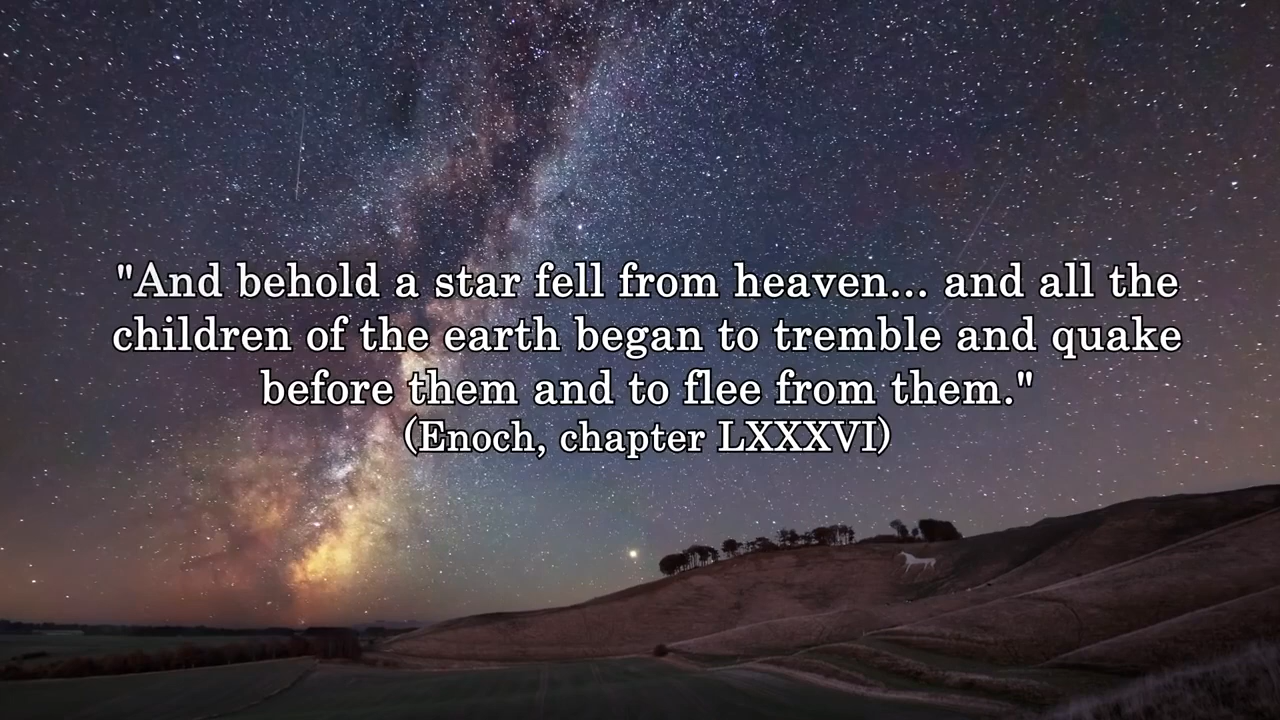 "And behold a star fell from heaven... and all the
children of the earth began to tremble and quake
before them and to flee from them."
(Enoch, chapter LXXXVI)